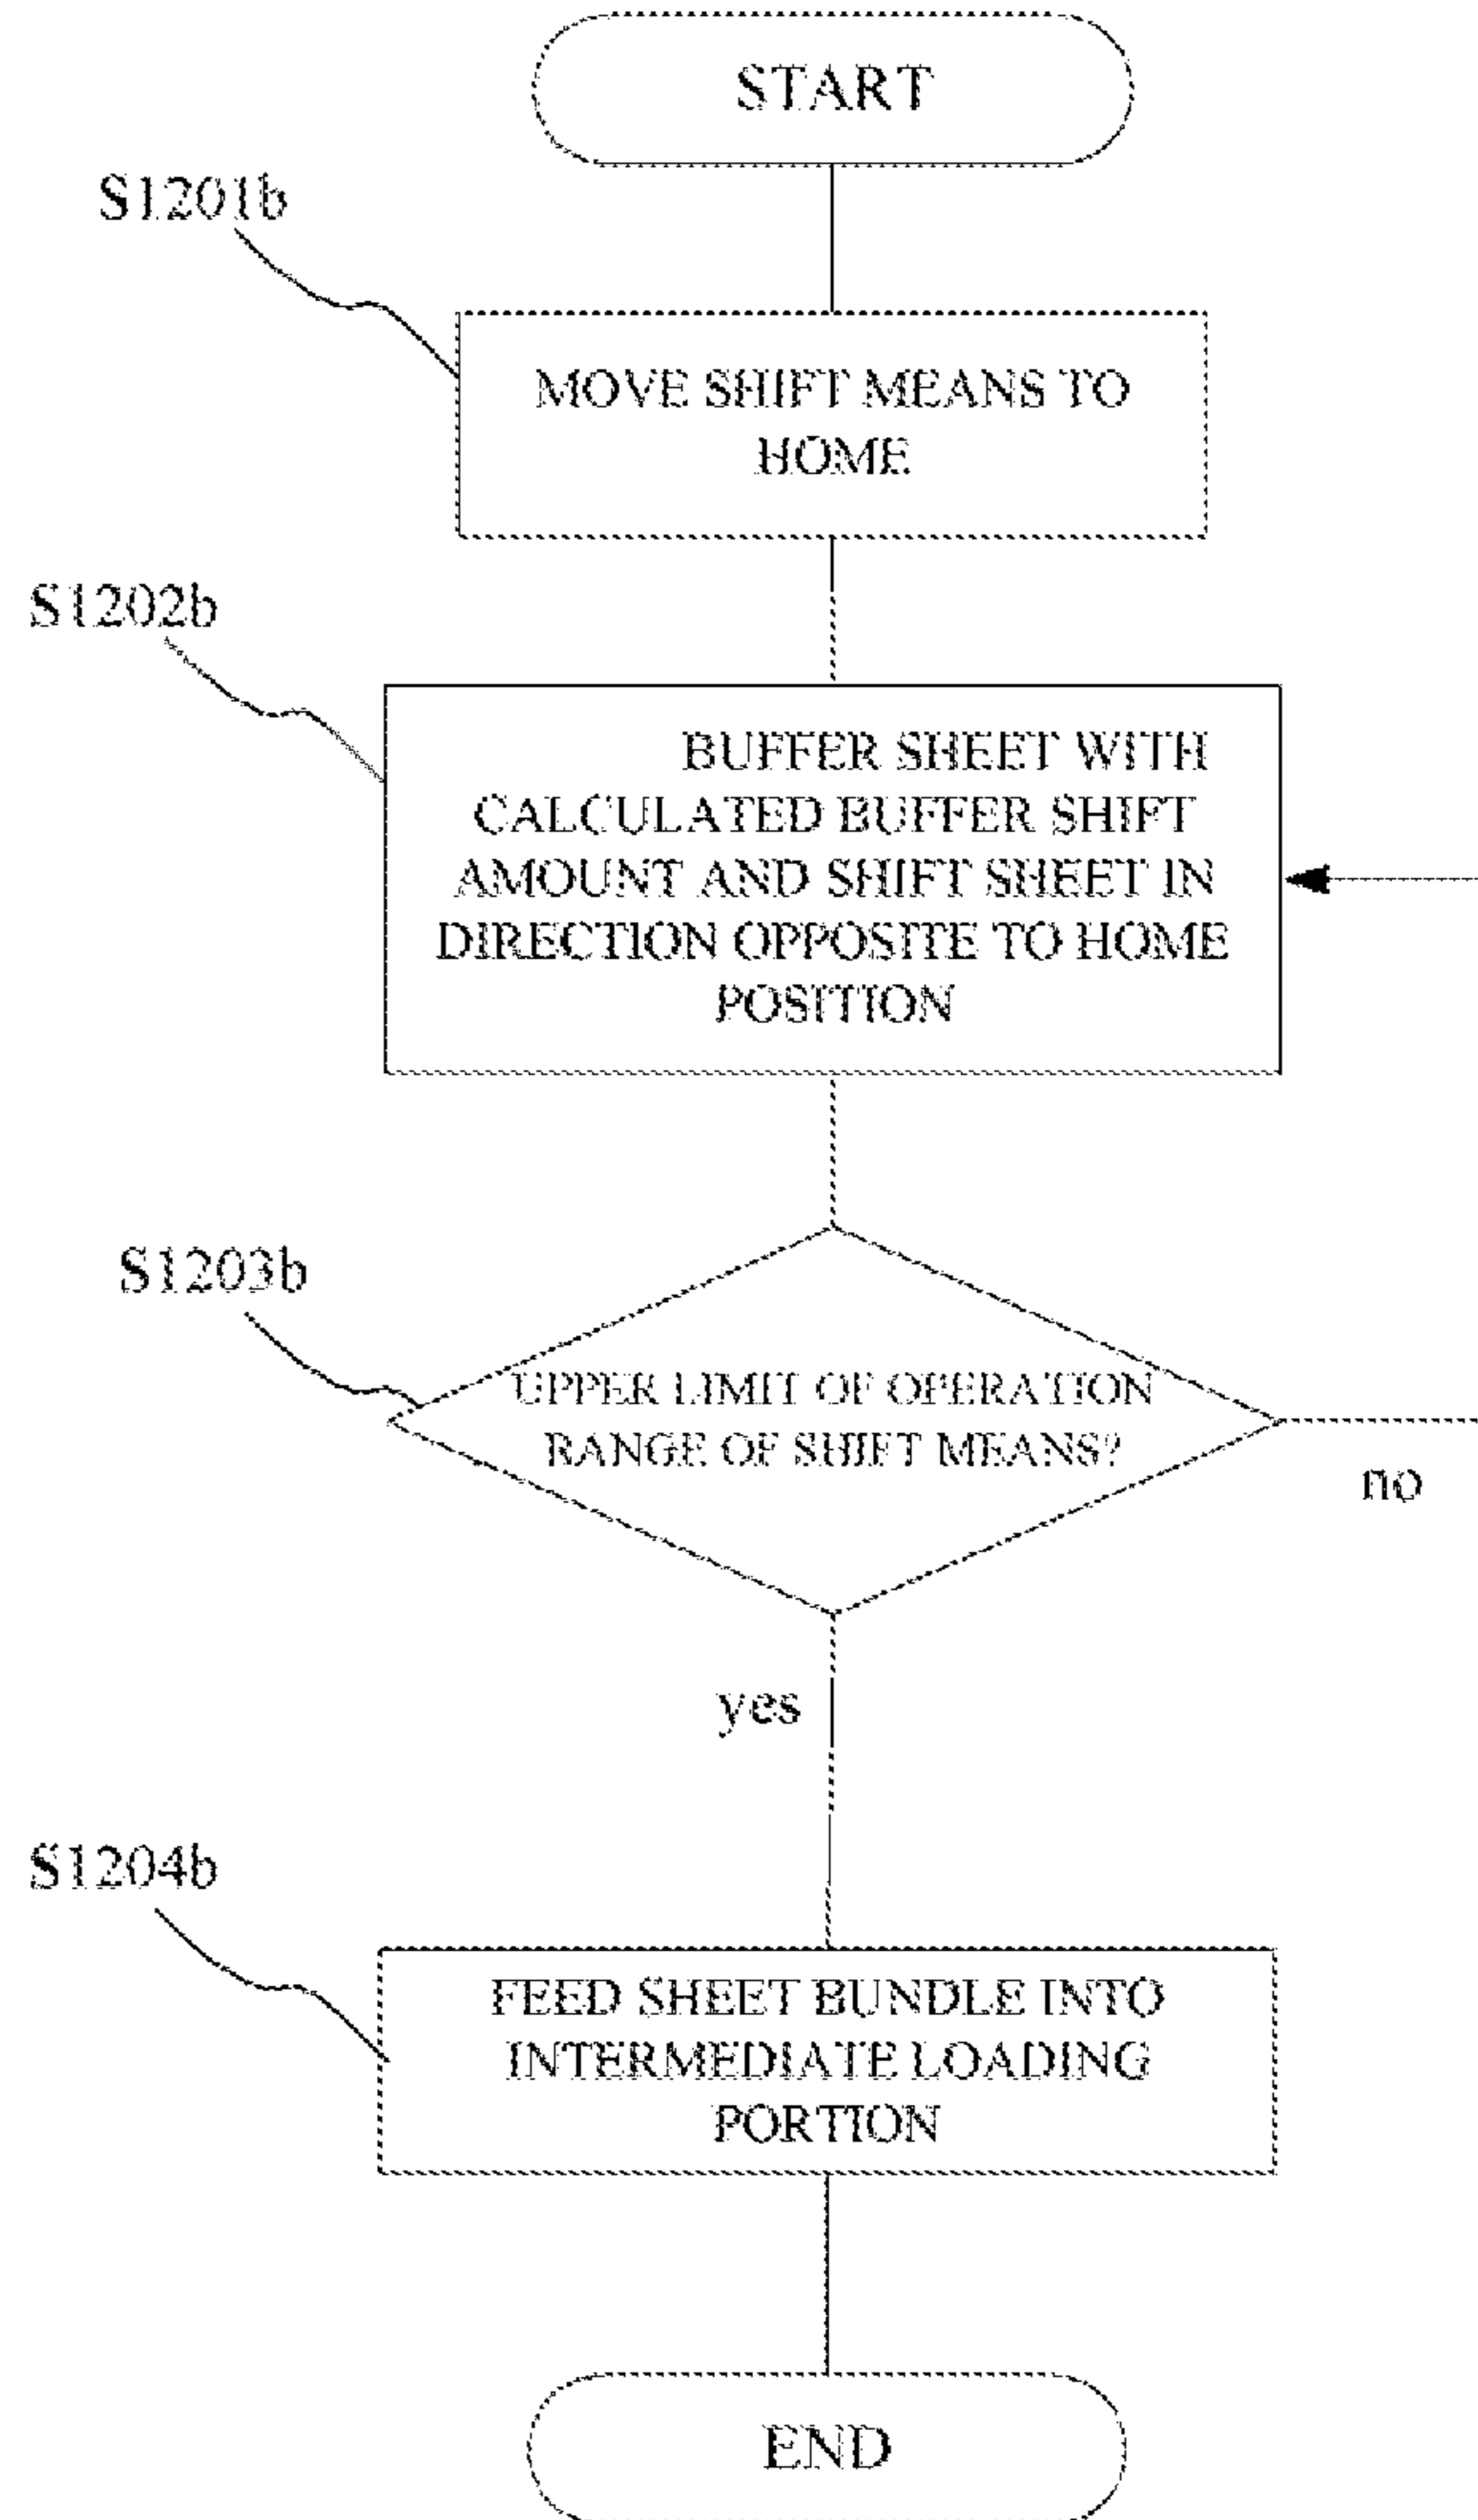 START
S1201b
MOVE SHIFT MEANS TO
HOME
S1202b
BUFFER SHEET WITH
CALCULATED BUFFER SHIFT
AMOUNT AND SHIFT SHEET IN
DIRECTION OPPOSITE TO HOME
POSITION
S1203b
UPPER LIMIT OF OPERATION
RANGE OF SHIFT MEANS?
no
yes
S1204b
FEED SHEET BUNDLE INTO
INTERMEDIATE LOADING
PORTION
END